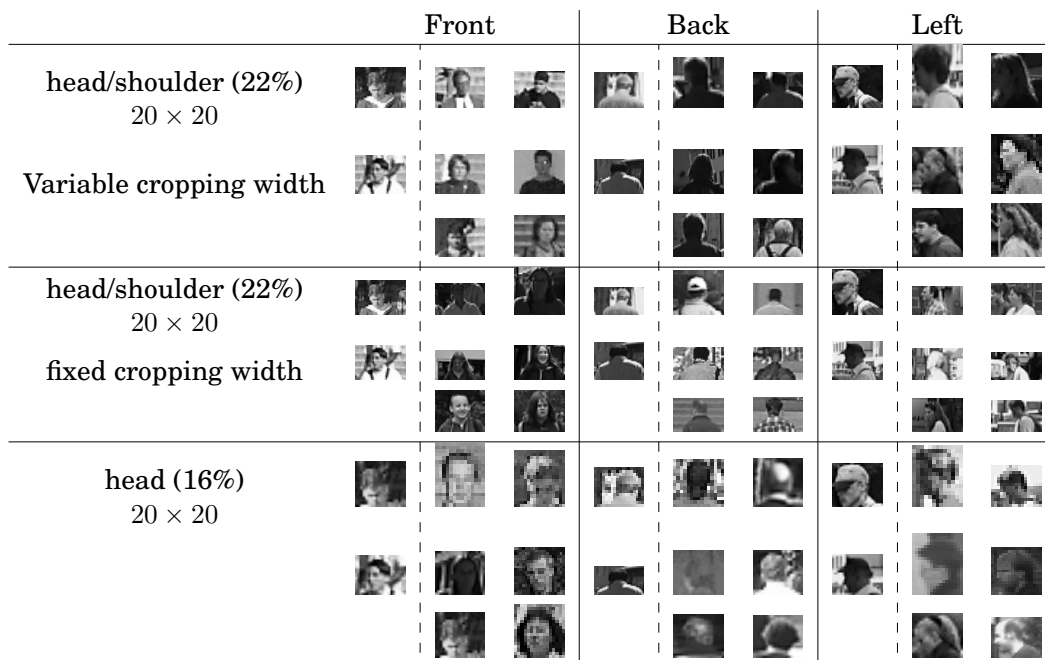 Front Back Left
head/shoulder (22%)
20 × 20
Variable cropping width
head/shoulder (22%)
20 × 20
fixed cropping width
head (16%)
20 × 20